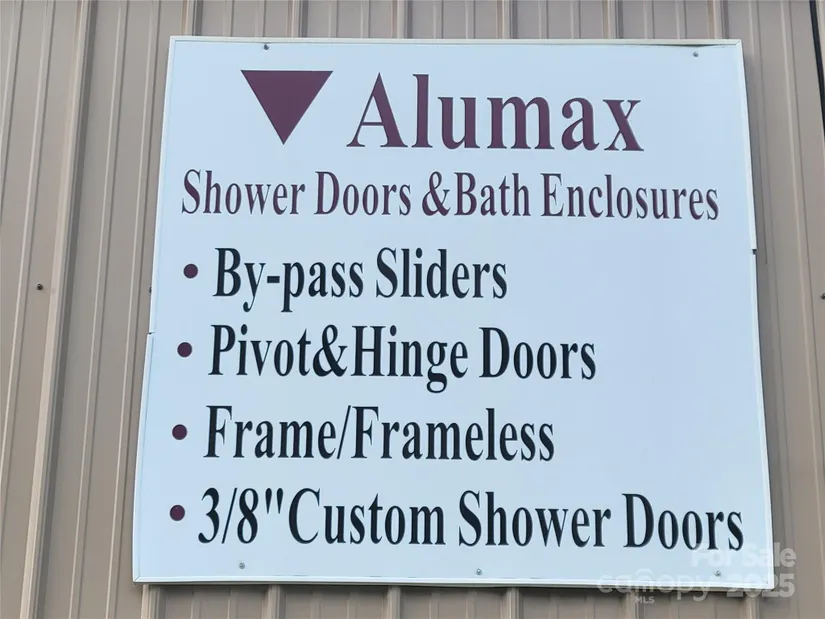 Alumax
Shower Doors &Bath Enclosures
• By-pass Sliders
• Pivot&Hinge Doors
• Frame/Frameless
• 3/8"Custom Shower Doors
For Sale
canopy 2025
MLS